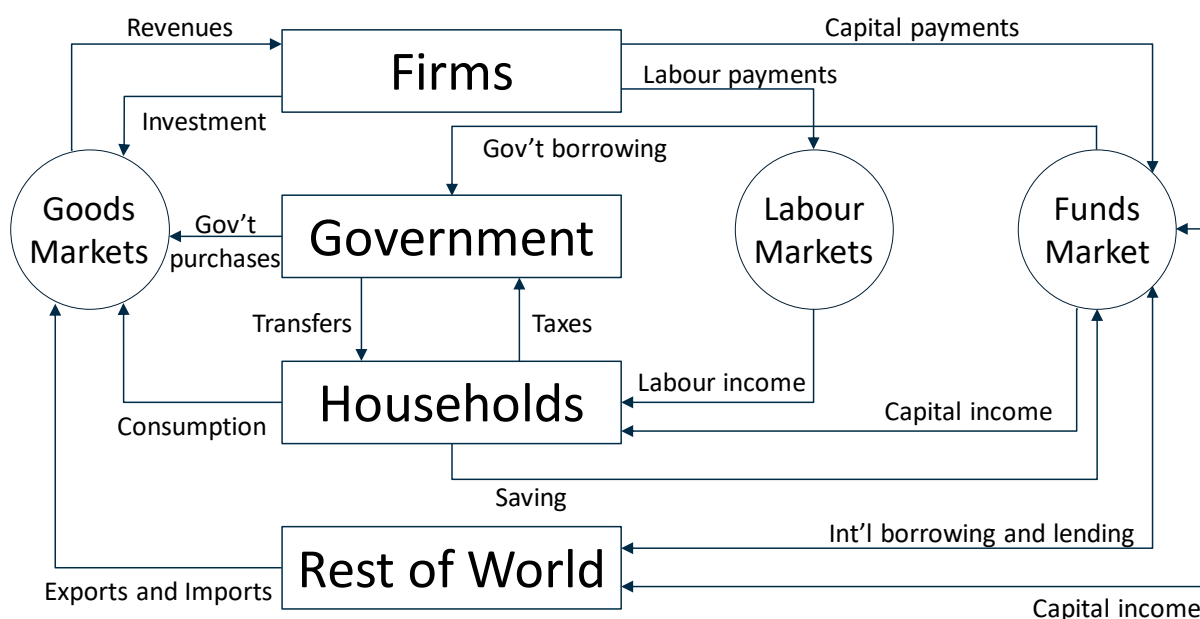 Revenues
Capital payments
Firms
Labour payments
Investment
Gov’t borrowing
Goods
Markets
Gov’t
purchases
Government
Labour
Markets
Funds
Market
Transfers
Taxes
Households
Labour income
Capital income
Consumption
Saving
Int’l borrowing and lending
Rest of World
Exports and Imports
Capital income